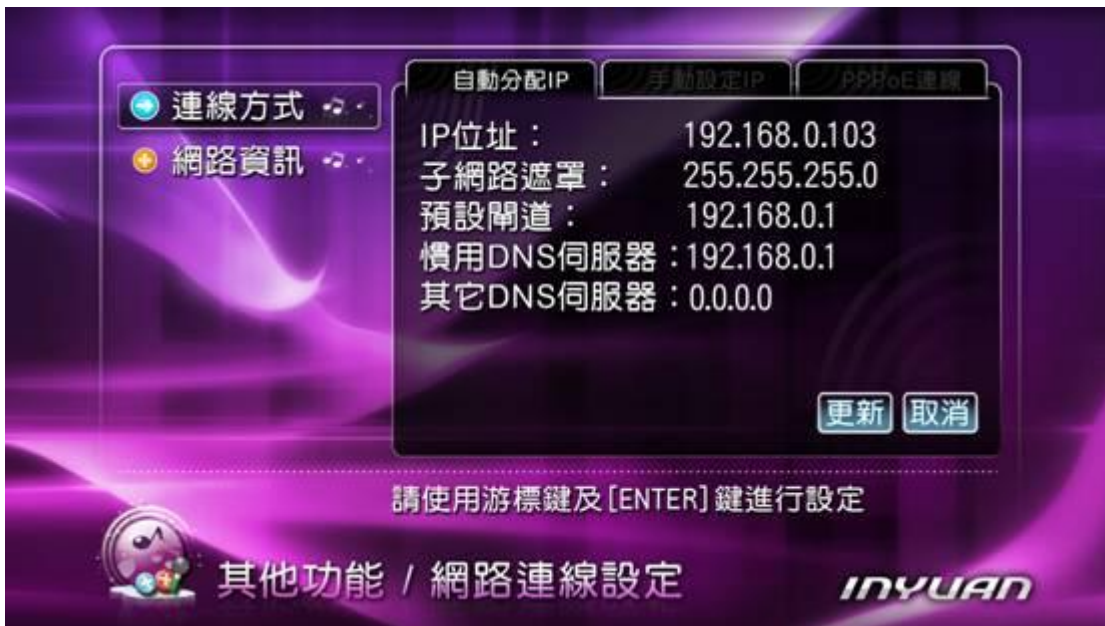 自動分配IP
手動設定IP
PPPoE連線
連線方式
網路資訊
IP位址： 192.168.0.103
子網路遮罩： 255.255.255.0
預設閘道： 192.168.0.1
慣用DNS伺服器：192.168.0.1
其它DNS伺服器：0.0.0.0
更新 取消
請使用游標鍵及[ENTER]鍵進行設定
其他功能 / 網路連線設定
INYUAN